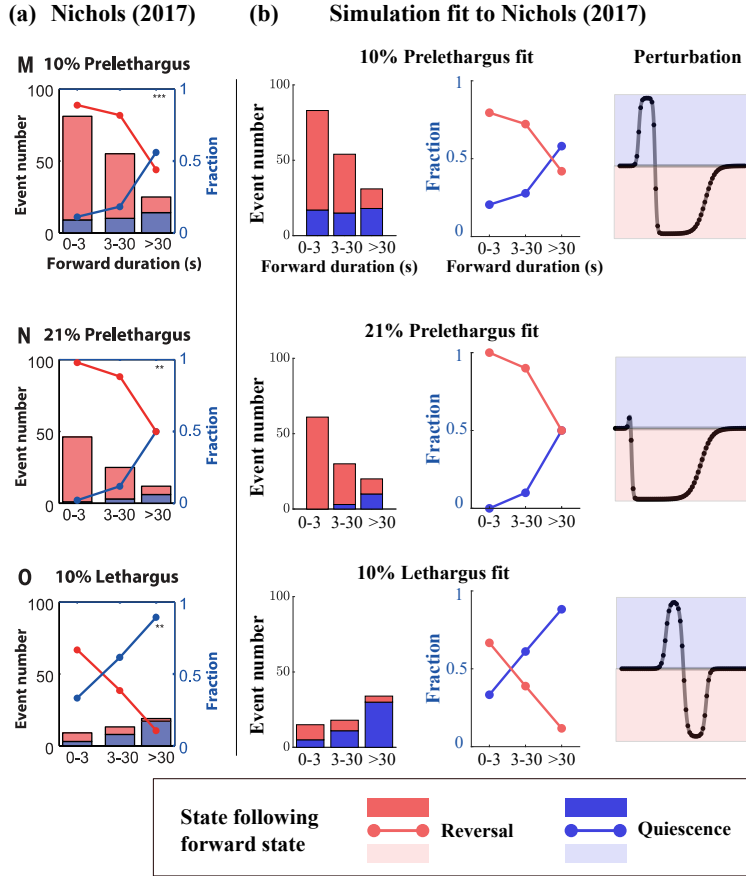 (a) Nichols (2017)
(b) Simulation fit to Nichols (2017)
M 10% Prelethargus
100
50
0
Event number
1
0.5
0
Fraction
***
0-3 3-30 >30
Forward duration (s)
10% Prelethargus fit
100
50
0
Event number
0-3 3-30 >30
Forward duration (s)
1
0.5
0
Fraction
0-3 3-30 >30
Forward duration (s)
Perturbation
N 21% Prelethargus
100
50
0
Event number
1
0.5
0
Fraction
**
0-3 3-30 >30
21% Prelethargus fit
100
50
0
Event number
0-3 3-30 >30
1
0.5
0
Fraction
0-3 3-30 >30
O 10% Lethargus
100
50
0
Event number
1
0.5
0
Fraction
**
0-3 3-30 >30
10% Lethargus fit
100
50
0
Event number
0-3 3-30 >30
1
0.5
0
Fraction
0-3 3-30 >30
State following
forward state
Reversal
Quiescence